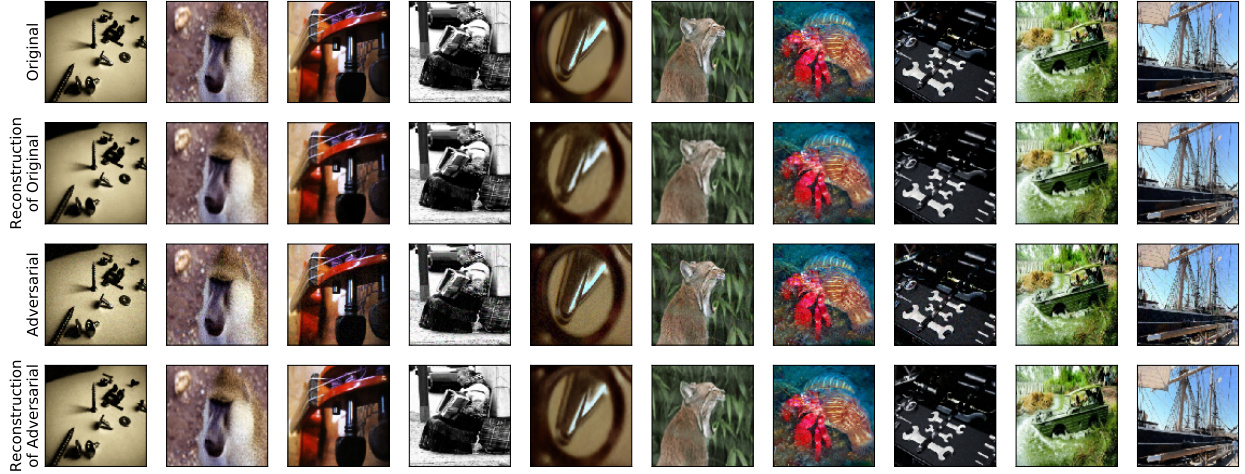 Original
Reconstruction
of Original
Adversarial
Reconstruction
of Adversarial